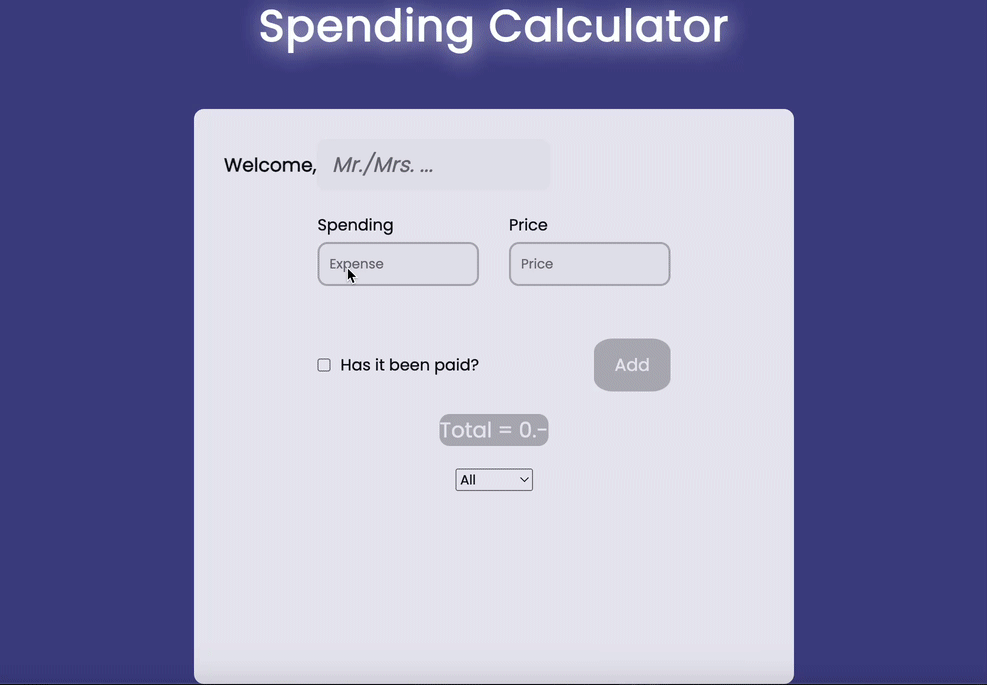 Spending Calculator
Welcome, Mr./Mrs. ...
Spending Price
Expense Price
Has it been paid? Add
Total = 0.-
All